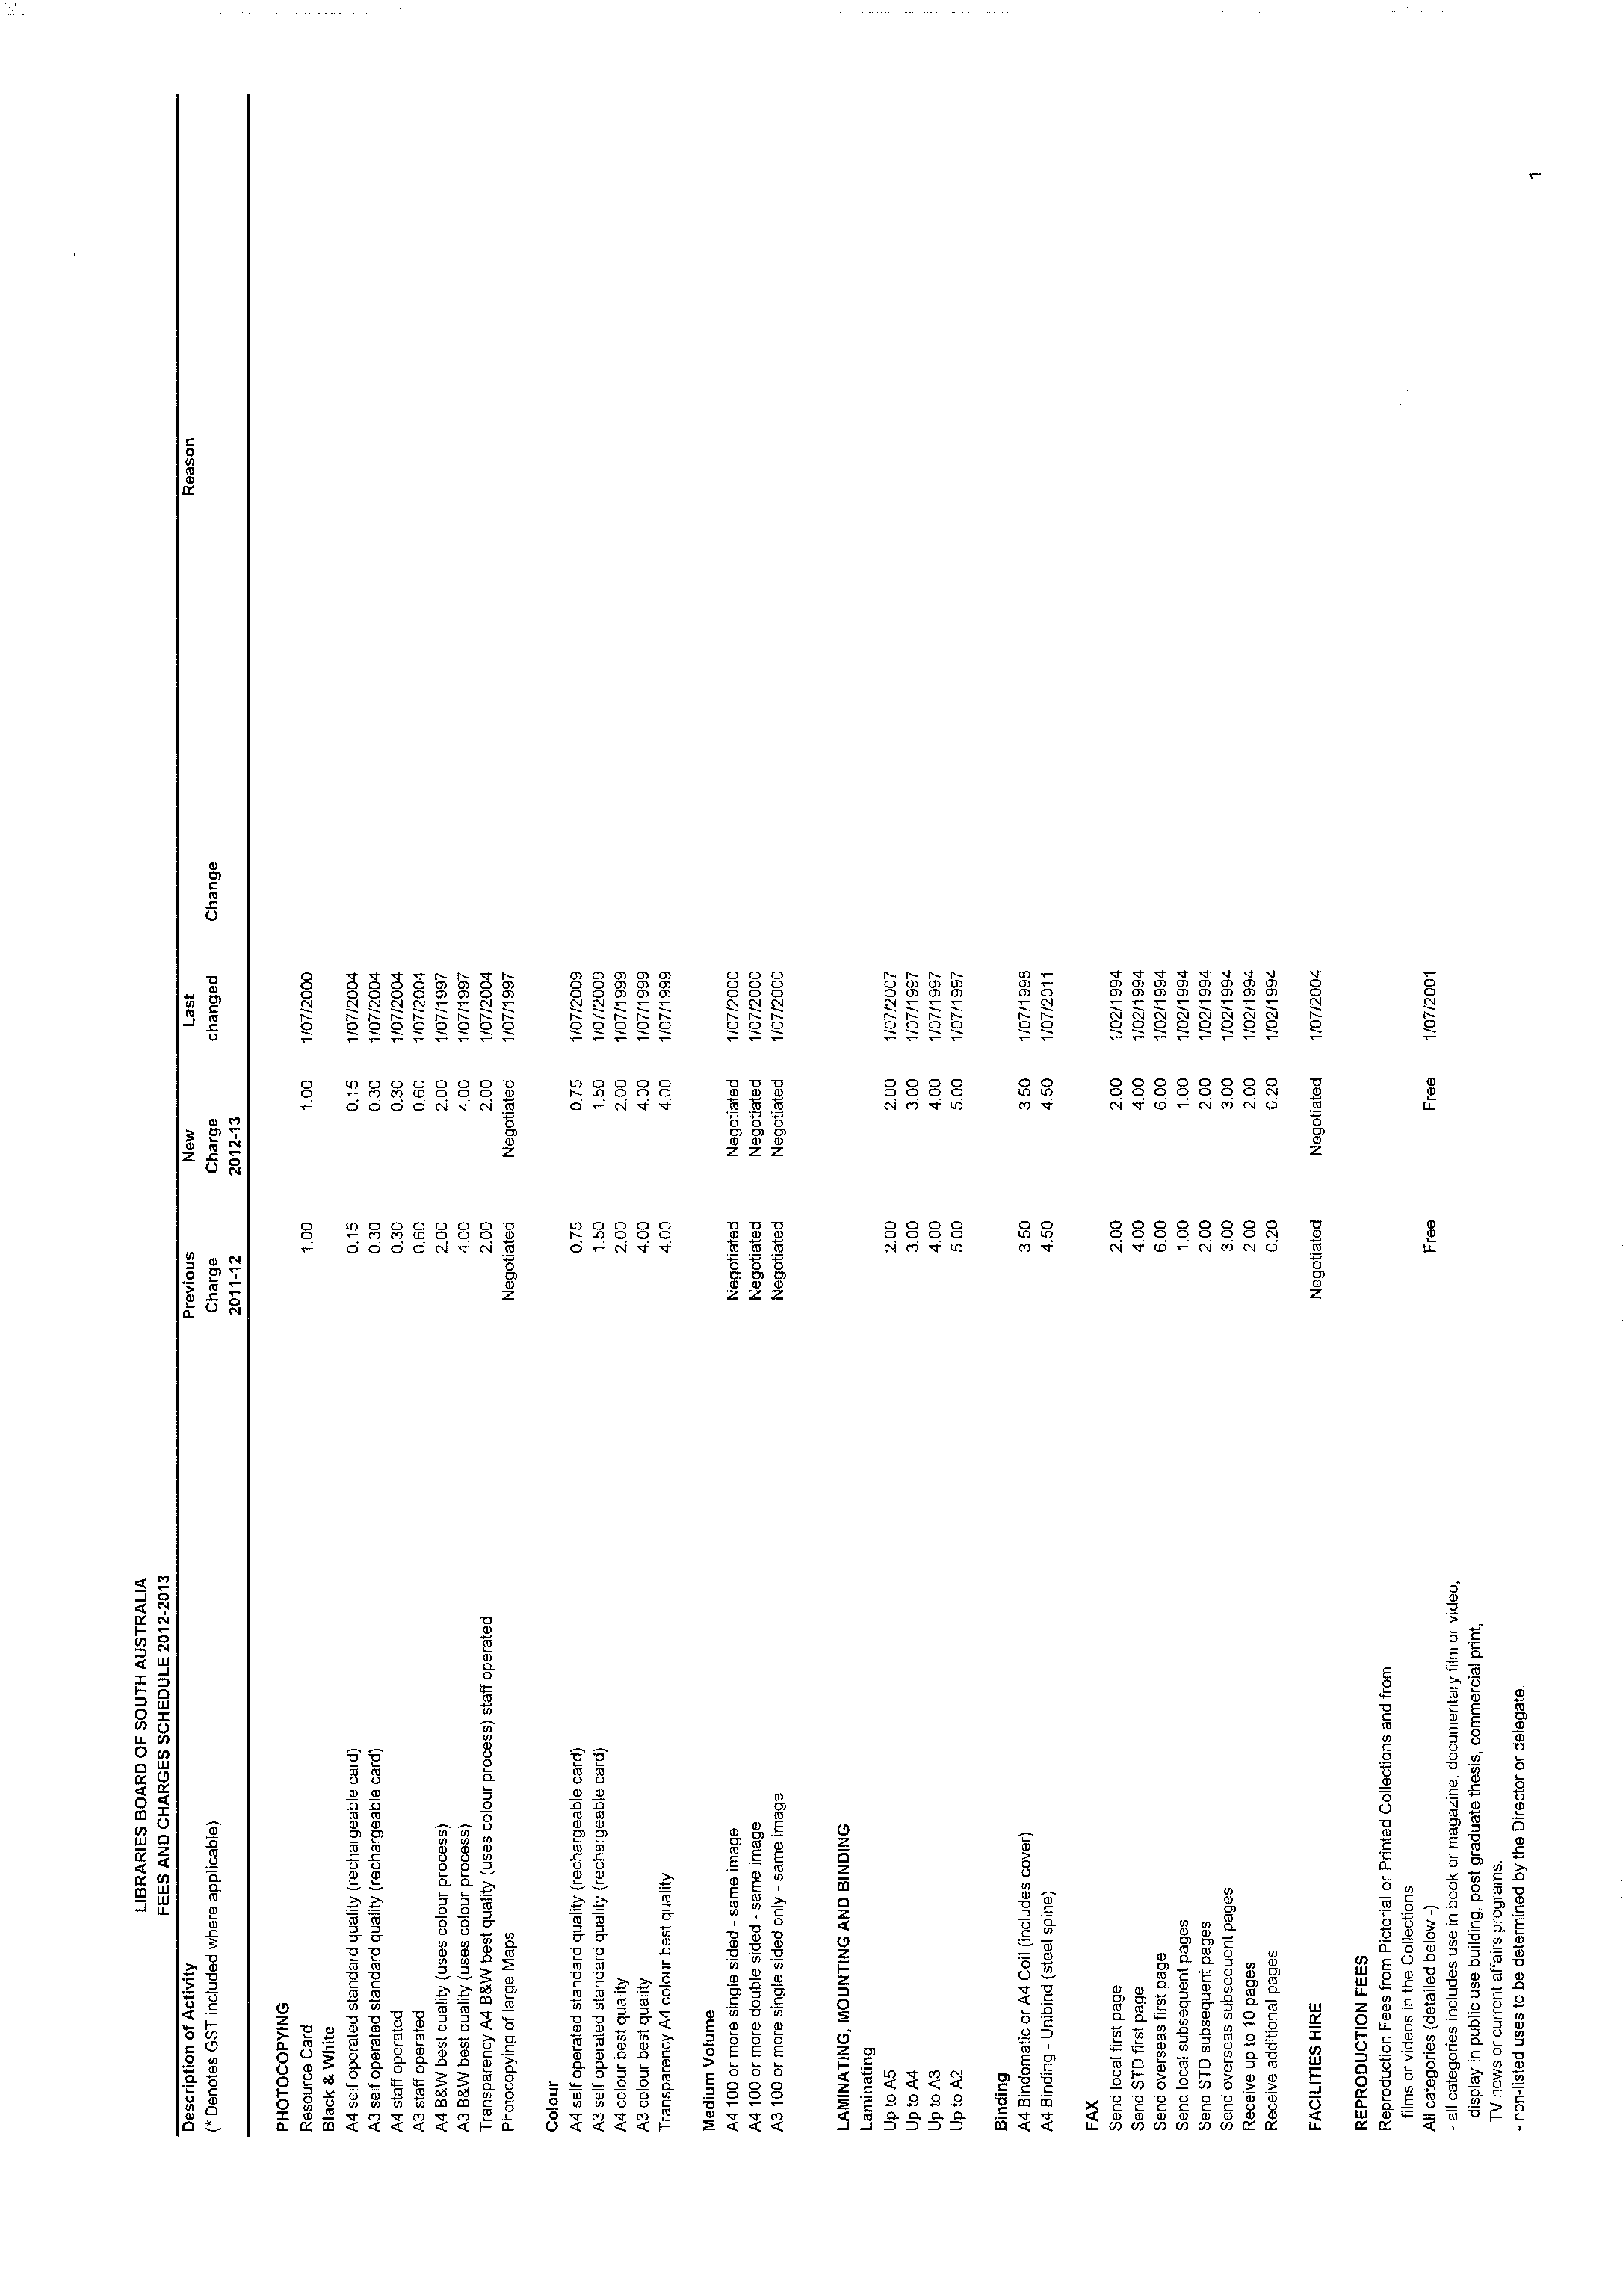 LIBRARIES BOARD OF SOUTH AUSTRALIA
FEES AND CHARGES SCHEDULE 2012-2013
Description of Activity Previous New Last Reason
(* Denotes GST included where applicable) Charge Charge changed Change
2011-12 2012-13
PHOTOCOPYING
Resource Card 1.00 1.00 1/07/2000
Black & White
A4 self operated standard quality (rechargeable card) 0.15 0.15 1/07/2004
A3 self operated standard quality (rechargeable card) 0.30 0.30 1/07/2004
A4 staff operated 0.30 0.30 1/07/2004
A3 staff operated 0.60 0.60 1/07/2004
A4 B&W best quality (uses colour process) 2.00 2.00 1/07/1997
A3 B&W best quality (uses colour process) 4.00 4.00 1/07/1997
Transparency A4 B&W best quality (uses colour process) staff operated 2.00 2.00 1/07/2004
Photocopying of large Maps Negotiated Negotiated 1/07/1997
Colour
A4 self operated standard quality (rechargeable card) 0.75 0.75 1/07/2009
A3 self operated standard quality (rechargeable card) 1.50 1.50 1/07/2009
A4 colour best quality 2.00 2.00 1/07/1999
A3 colour best quality 4.00 4.00 1/07/1999
Transparency A4 colour best quality 4.00 4.00 1/07/1999
Medium Volume
A4 100 or more single sided - same image Negotiated Negotiated 1/07/2000
A4 100 or more double sided - same image Negotiated Negotiated 1/07/2000
A3 100 or more single sided only - same image Negotiated Negotiated 1/07/2000
LAMINATING, MOUNTING AND BINDING
Laminating
Up to A5 2.00 2.00 1/07/2007
Up to A4 3.00 3.00 1/07/1997
Up to A3 4.00 4.00 1/07/1997
Up to A2 5.00 5.00 1/07/1997
Binding
A4 Bindomatic or A4 Coil (includes cover) 3.50 3.50 1/07/1998
A4 Binding - Unibind (steel spine) 4.50 4.50 1/07/2011
FAX
Send local first page 2.00 2.00 1/02/1994
Send STD first page 4.00 4.00 1/02/1994
Send overseas first page 6.00 6.00 1/02/1994
Send local subsequent pages 1.00 1.00 1/02/1994
Send STD subsequent pages 2.00 2.00 1/02/1994
Send overseas subsequent pages 3.00 3.00 1/02/1994
Receive up to 10 pages 2.00 2.00 1/02/1994
Receive additional pages 0.20 0.20 1/02/1994
FACILITIES HIRE Negotiated Negotiated 1/07/2004
REPRODUCTION FEES
Reproduction Fees from Pictorial or Printed Collections and from
films or videos in the Collections
All categories (detailed below -) Free Free 1/07/2001
- all categories includes use in book or magazine, documentary film or video,
display in public use building, post graduate thesis, commercial print,
TV news or current affairs programs.
- non-listed uses to be determined by the Director or delegate.
1